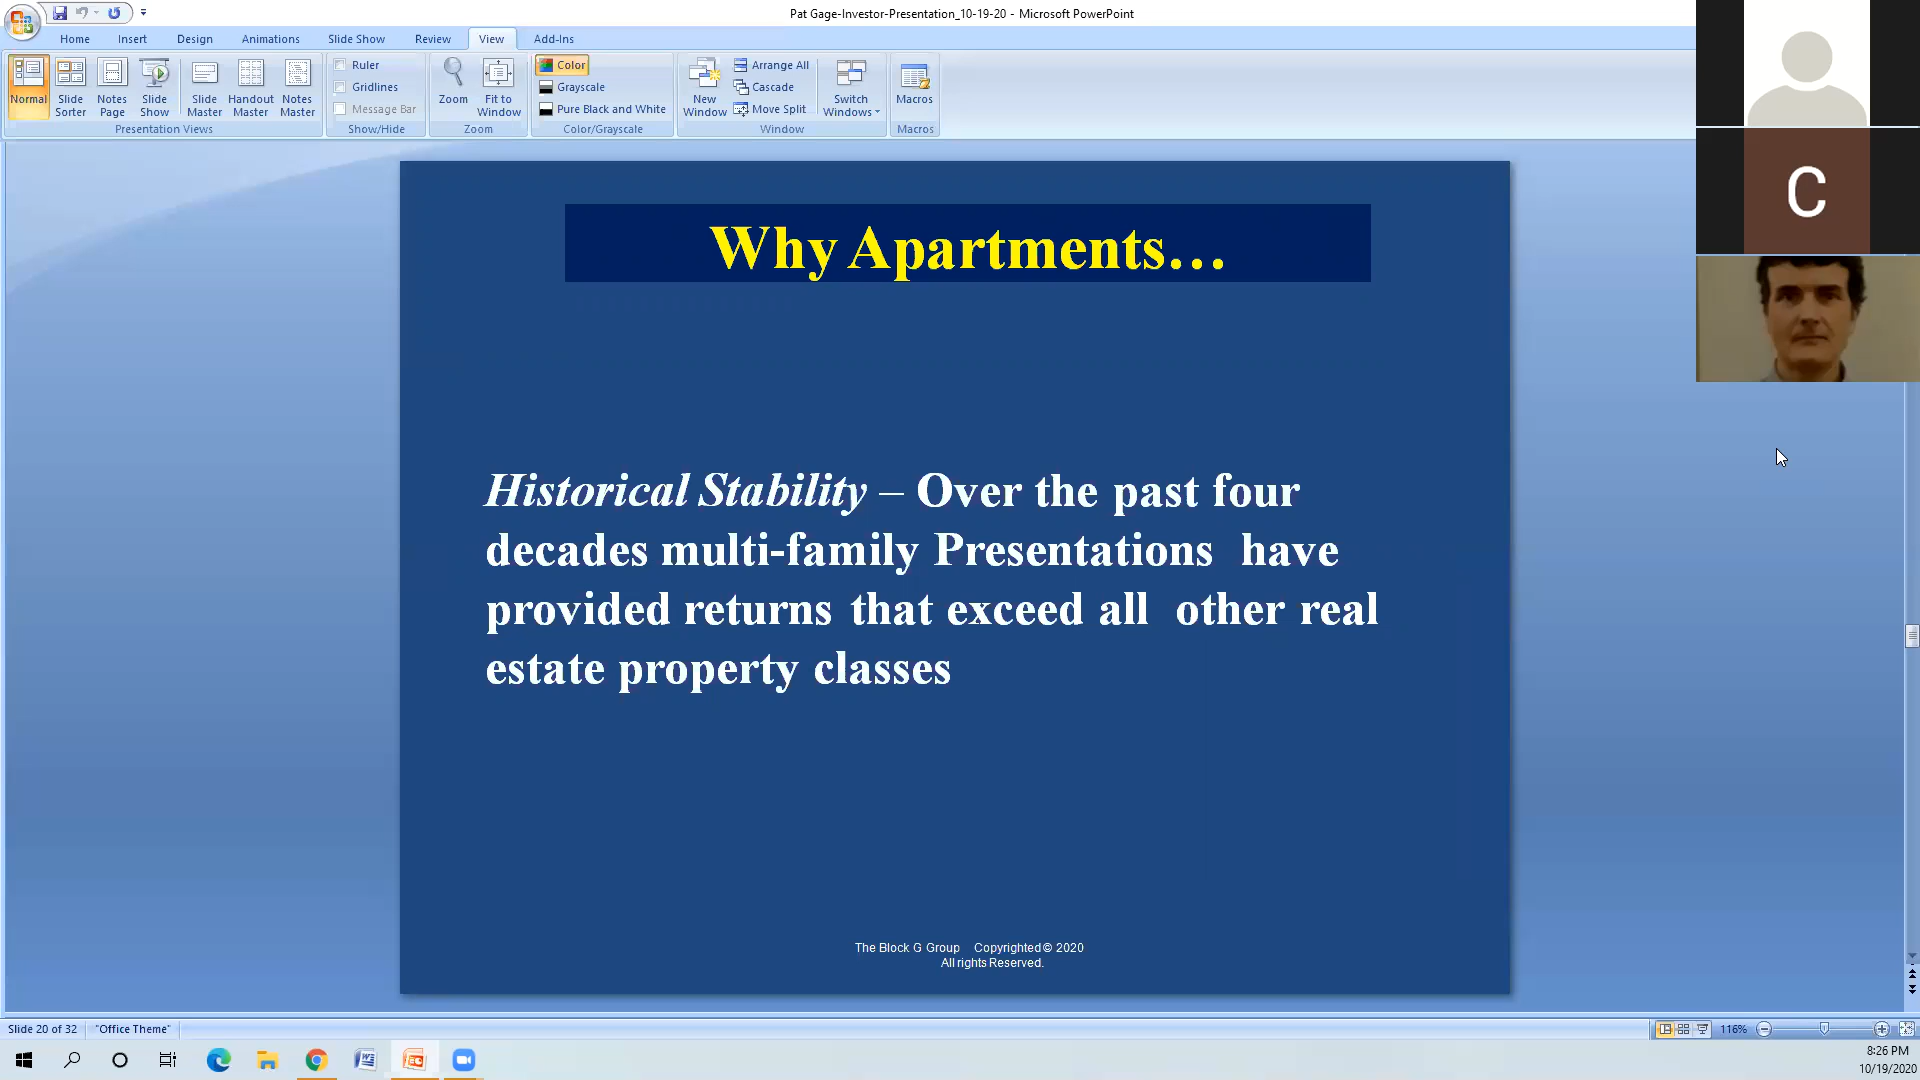 Pat Gage-Investor-Presentation_10-19-20 - Microsoft PowerPoint
Home Insert Design Animations Slide Show Review View Add-Ins
Normal
Slide Sorter
Notes Page
Slide Show
Slide Master
Handout Master
Notes Master
Presentation Views
Ruler
Gridlines
Message Bar
Show/Hide
Zoom
Fit to Window
Zoom
Color
Grayscale
Pure Black and White
Color/Grayscale
New Window
Arrange All
Cascade
Move Split
Switch Windows
Window
Macros
Macros
C
Why Apartments…
Historical Stability – Over the past four
decades multi-family Presentations have
provided returns that exceed all other real
estate property classes
The Block G Group Copyrighted © 2020
All rights Reserved.
Slide 20 of 32 "Office Theme" 116%
8:26 PM
10/19/2020